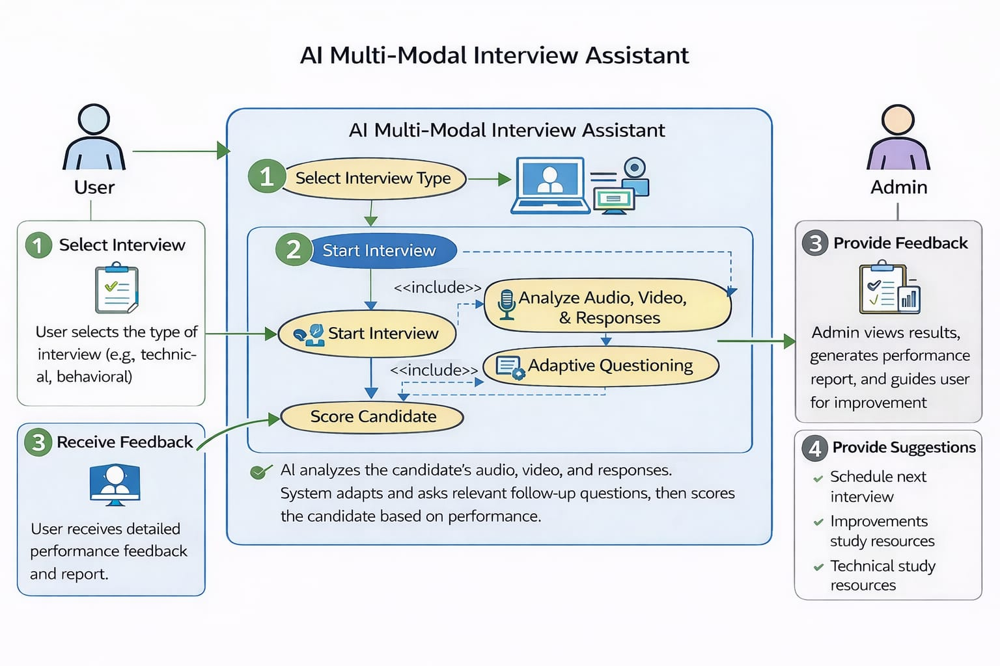 AI Multi-Modal Interview Assistant
User
1 Select Interview
User selects the type of
interview (e.g., technic-
al, behavioral)
3 Receive Feedback
User receives detailed
performance feedback
and report.
AI Multi-Modal Interview Assistant
1 Select Interview Type
2 Start Interview
<<include>>
Analyze Audio, Video,
& Responses
Start Interview
<<include>>
Adaptive Questioning
Score Candidate
AI analyzes the candidate's audio, video, and responses.
System adapts and asks relevant follow-up questions, then scores
the candidate based on performance.
Admin
3 Provide Feedback
Admin views results,
generates performance
report, and guides user
for improvement
4 Provide Suggestions
Schedule next
interview
Improvements
study resources
Technical study
resources